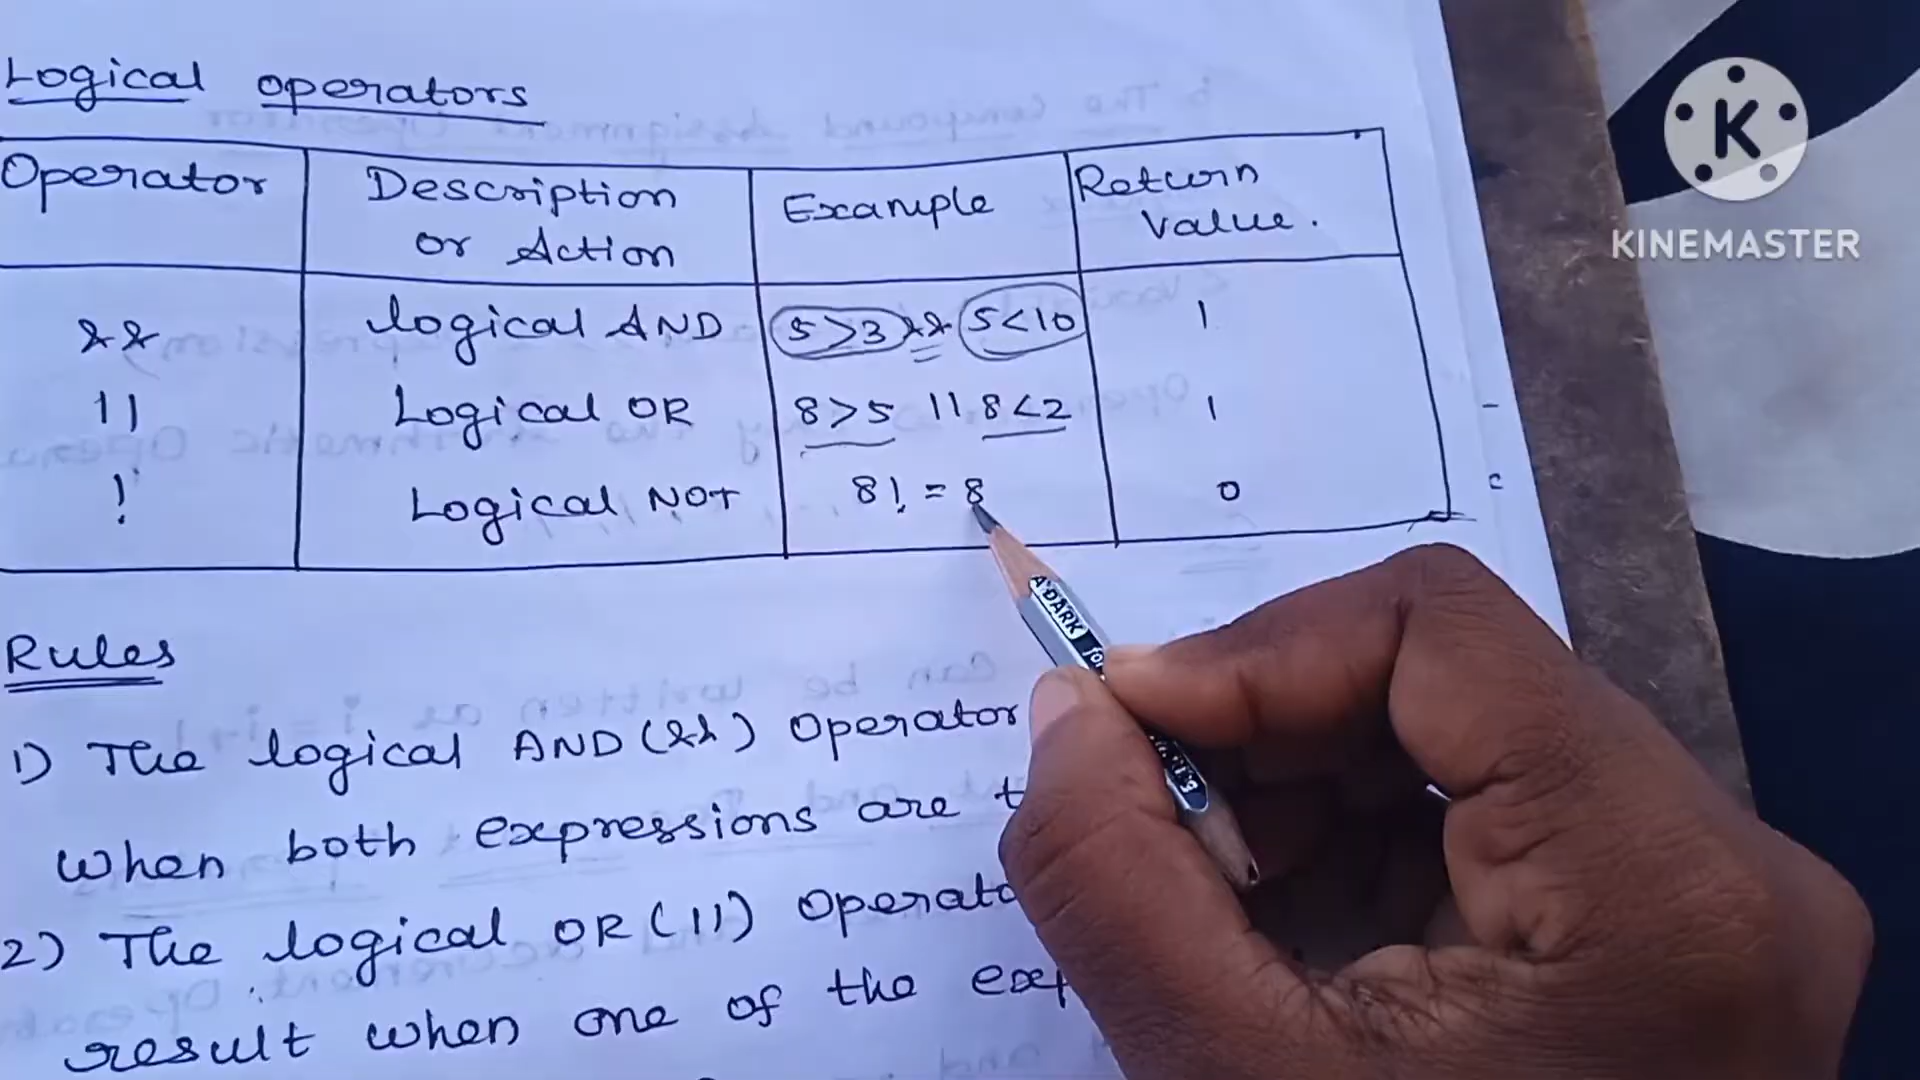 Logical operators
Operator Description or Action Example Return Value.
&& Logical AND 5>3 && 5<10 1
|| Logical OR 8>5 || 8<2 1
! Logical NOT 8! = 8 0
Rules
1) The logical AND (&&) operator
when both expressions are
2) The logical OR (||)
result when one of the
K
KINEMASTER
A'DARK